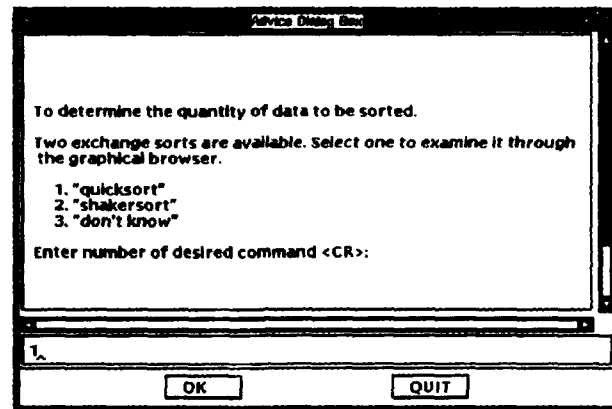 Advice Dialog Box
To determine the quantity of data to be sorted.
Two exchange sorts are available. Select one to examine it through
the graphical browser.
1. "quicksort"
2. "shakersort"
3. "don't know"
Enter number of desired command <CR>:
1^
OK QUIT